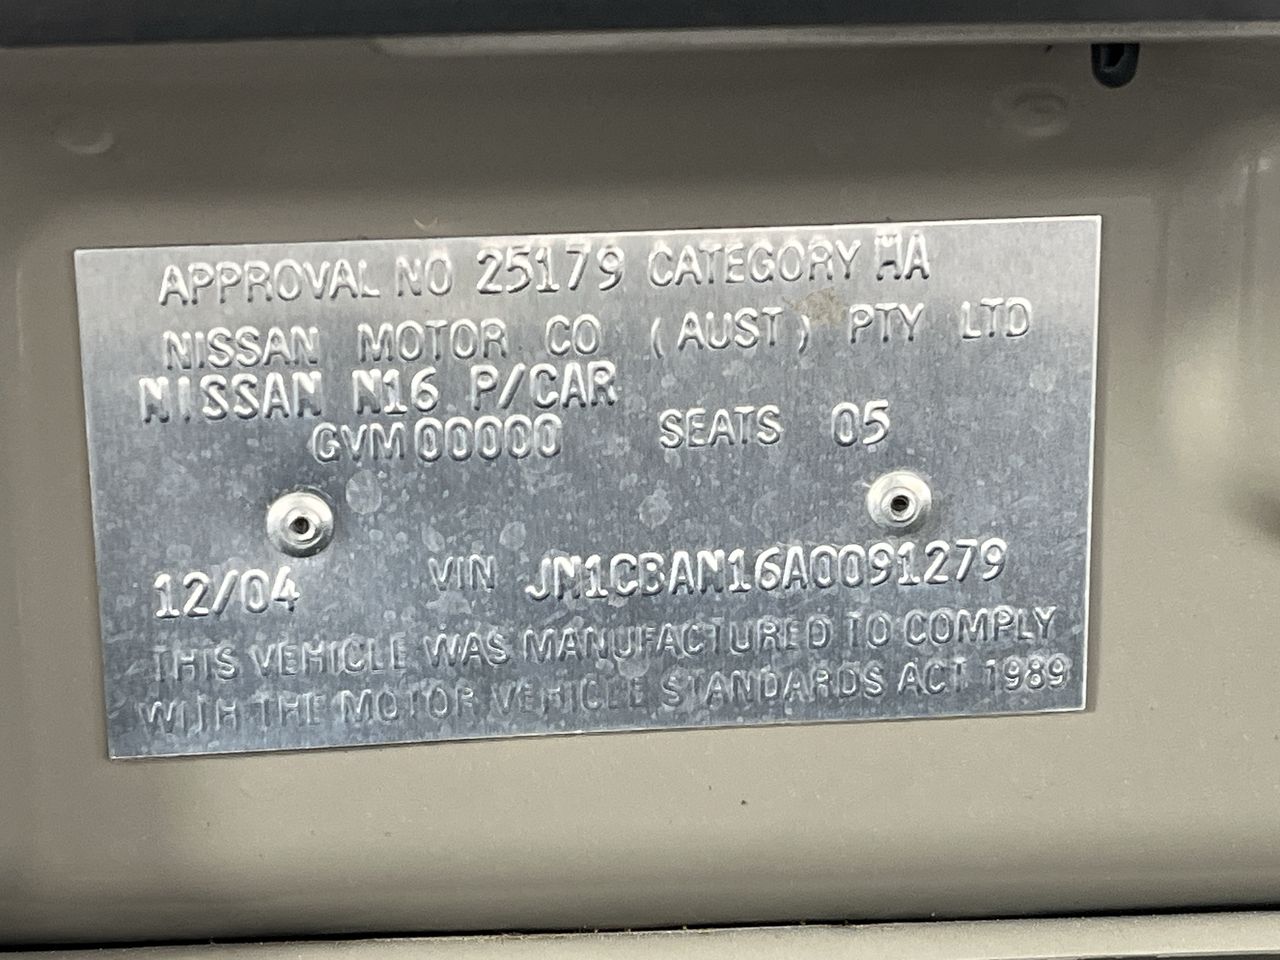 APPROVAL NO 25179 CATEGORY MA
NISSAN MOTOR CO (AUST) PTY LTD
NISSAN N16 P/CAR
GVM 00000 SEATS 05
12/04 VIN JN1CBAN16A0091279
THIS VEHICLE WAS MANUFACTURED TO COMPLY
WITH THE MOTOR VEHICLE STANDARDS ACT 1989